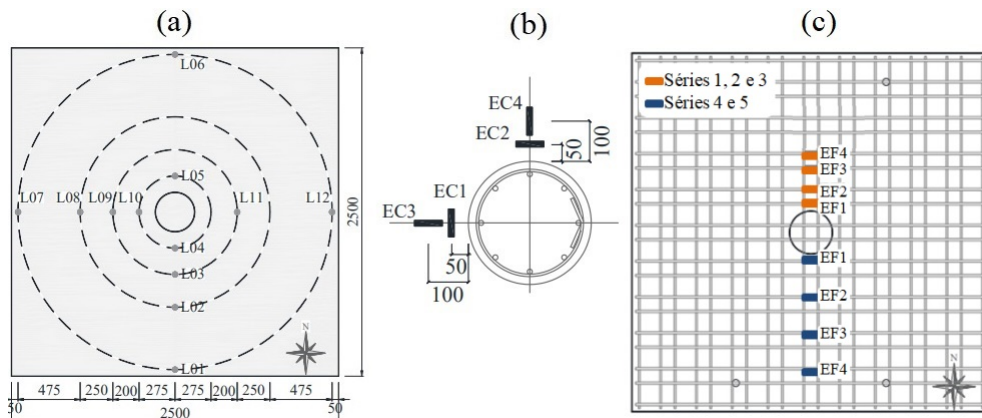 (a)
L06
L05
L07
L08
L09
L10
L11
L12
L04
L03
L02
L01
N
2500
475
250
200
275
275
200
250
475
50
2500
50
(b)
EC4
EC2
50
100
EC1
EC3
50
100
(c)
Séries 1, 2 e 3
Séries 4 e 5
EF4
EF3
EF2
EF1
EF1
EF2
EF3
EF4
N